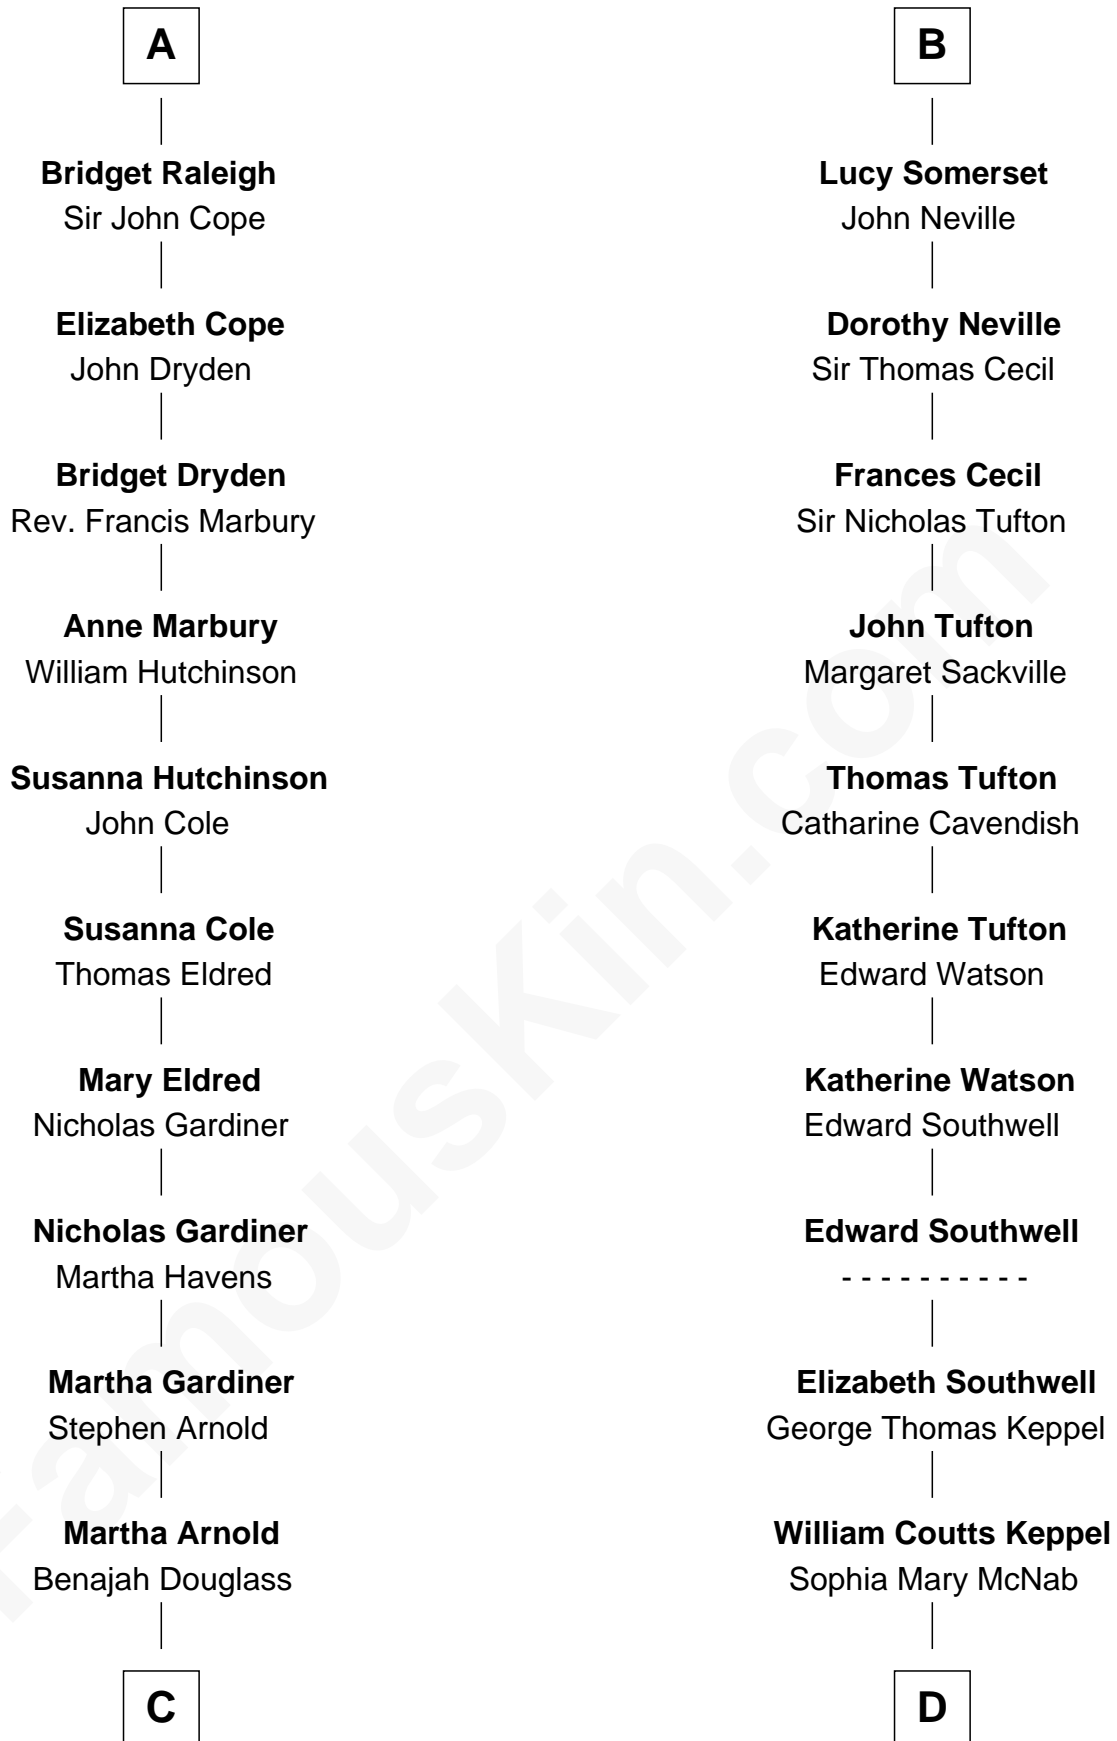 A
Bridget Raleigh
Sir John Cope
Elizabeth Cope
John Dryden
Bridget Dryden
Rev. Francis Marbury
Anne Marbury
William Hutchinson
Susanna Hutchinson
John Cole
Susanna Cole
Thomas Eldred
Mary Eldred
Nicholas Gardiner
Nicholas Gardiner
Martha Havens
Martha Gardiner
Stephen Arnold
Martha Arnold
Benajah Douglass
C
B
Lucy Somerset
John Neville
Dorothy Neville
Sir Thomas Cecil
Frances Cecil
Sir Nicholas Tufton
John Tufton
Margaret Sackville
Thomas Tufton
Catharine Cavendish
Katherine Tufton
Edward Watson
Katherine Watson
Edward Southwell
Edward Southwell
- - - - - - - - - -
Elizabeth Southwell
George Thomas Keppel
William Coutts Keppel
Sophia Mary McNab
D
FamousKin.com